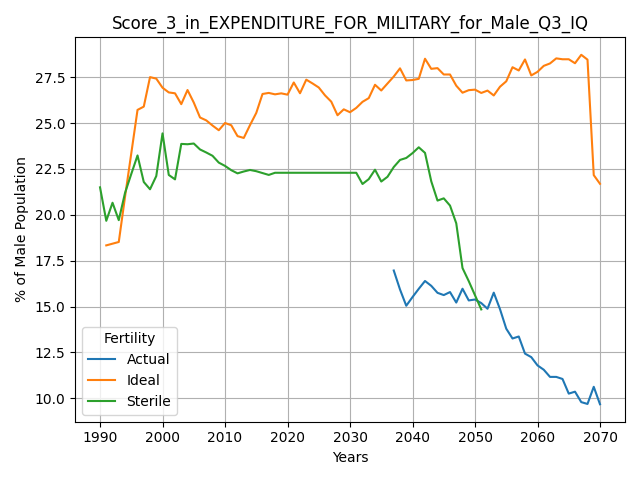 Score_3_in_EXPENDITURE_FOR_MILITARY_for_Male_Q3_IQ
% of Male Population
27.5
25.0
22.5
20.0
17.5
15.0
12.5
10.0
Fertility
Actual
Ideal
Sterile
1990 2000 2010 2020 2030 2040 2050 2060 2070
Years